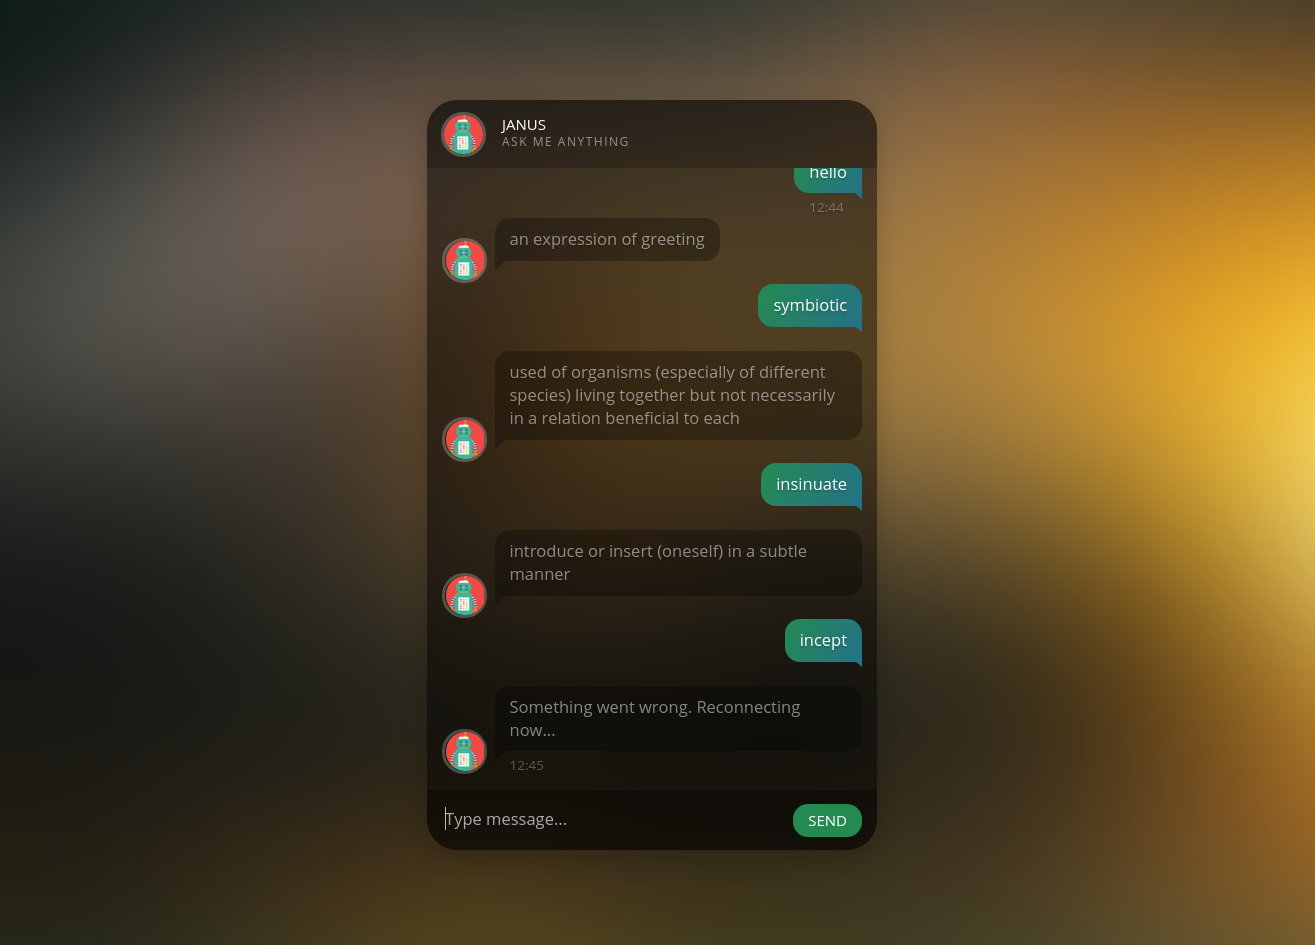 JANUS
ASK ME ANYTHING
hello
12:44
an expression of greeting
symbiotic
used of organisms (especially of different
species) living together but not necessarily
in a relation beneficial to each
insinuate
introduce or insert (oneself) in a subtle
manner
incept
Something went wrong. Reconnecting
now...
12:45
Type message...
SEND